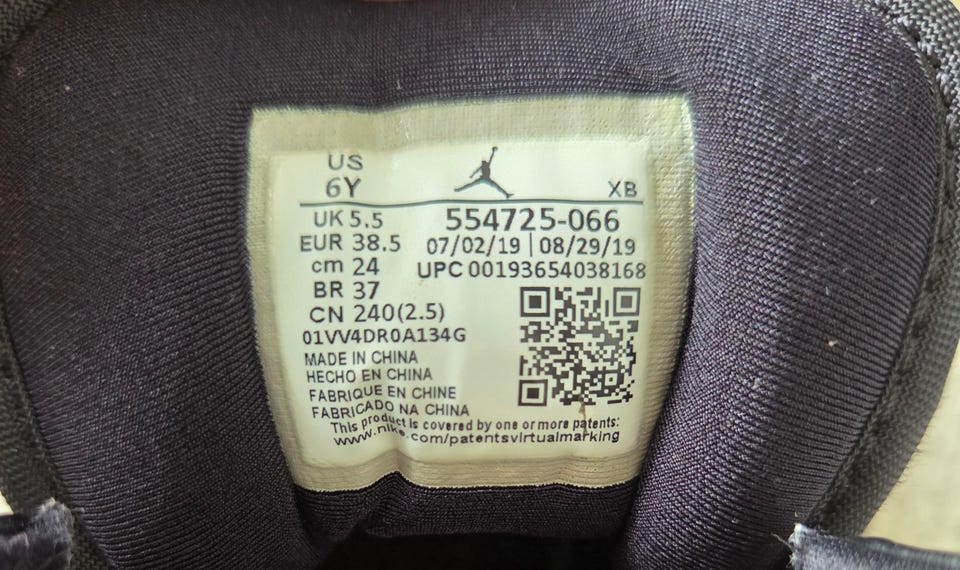 US
6Y
XB
UK 5.5
554725-066
EUR 38.5
07/02/19 | 08/29/19
cm 24
UPC 00193654038168
BR 37
CN 240(2.5)
01VV4DR0A134G
MADE IN CHINA
HECHO EN CHINA
FABRIQUE EN CHINE
FABRICADO NA CHINA
This product is covered by one or more patents:
www.nike.com/patentsvirtualmarking